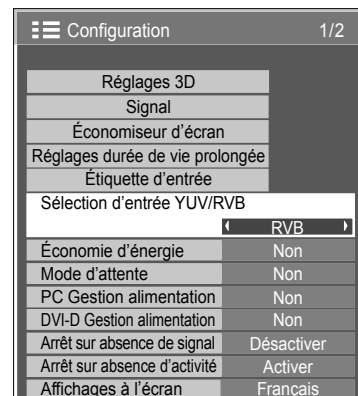 Configuration 1/2
Réglages 3D
Signal
Économiseur d'écran
Réglages durée de vie prolongée
Étiquette d'entrée
Sélection d'entrée YUV/RVB
RVB
Économie d'énergie Non
Mode d'attente Non
PC Gestion alimentation Non
DVI-D Gestion alimentation Non
Arrêt sur absence de signal Désactiver
Arrêt sur absence d'activité Activer
Affichages à l'écran Français